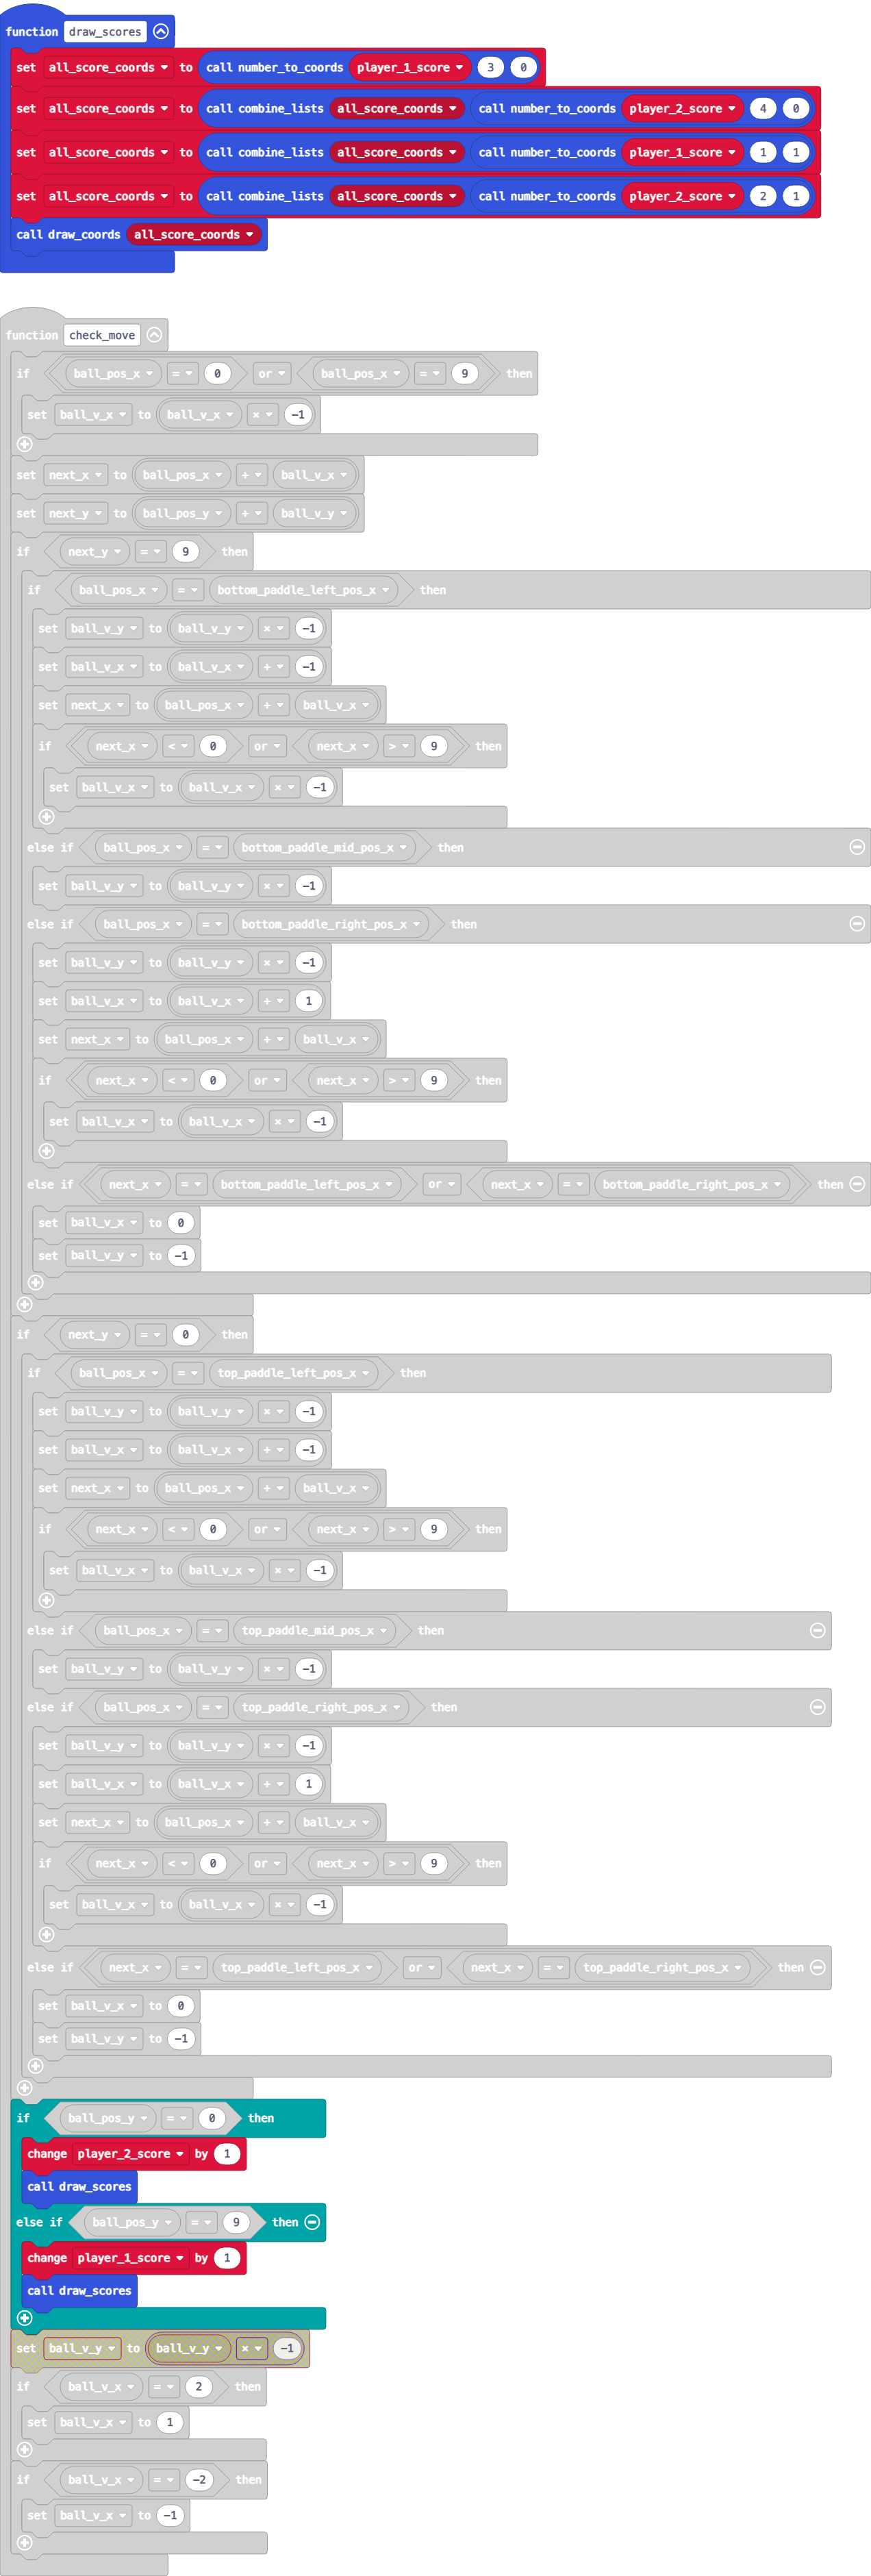 function draw_scores
set all_score_coords to call number_to_coords player_1_score 3 0
set all_score_coords to call combine_lists all_score_coords call number_to_coords player_2_score 4 0
set all_score_coords to call combine_lists all_score_coords call number_to_coords player_1_score 1 1
set all_score_coords to call combine_lists all_score_coords call number_to_coords player_2_score 2 1
call draw_coords all_score_coords
function check_move
if ball_pos_x = 0 or ball_pos_x = 9 then
set ball_v_x to ball_v_x × -1
set next_x to ball_pos_x + ball_v_x
set next_y to ball_pos_y + ball_v_y
if next_y = 9 then
if ball_pos_x = bottom_paddle_left_pos_x then
set ball_v_y to ball_v_y × -1
set ball_v_x to ball_v_x + -1
set next_x to ball_pos_x + ball_v_x
if next_x < 0 or next_x > 9 then
set ball_v_x to ball_v_x × -1
else if ball_pos_x = bottom_paddle_mid_pos_x then
set ball_v_y to ball_v_y × -1
else if ball_pos_x = bottom_paddle_right_pos_x then
set ball_v_y to ball_v_y × -1
set ball_v_x to ball_v_x + 1
set next_x to ball_pos_x + ball_v_x
if next_x < 0 or next_x > 9 then
set ball_v_x to ball_v_x × -1
else if next_x = bottom_paddle_left_pos_x or next_x = bottom_paddle_right_pos_x then
set ball_v_x to 0
set ball_v_y to -1
if next_y = 0 then
if ball_pos_x = top_paddle_left_pos_x then
set ball_v_y to ball_v_y × -1
set ball_v_x to ball_v_x + -1
set next_x to ball_pos_x + ball_v_x
if next_x < 0 or next_x > 9 then
set ball_v_x to ball_v_x × -1
else if ball_pos_x = top_paddle_mid_pos_x then
set ball_v_y to ball_v_y × -1
else if ball_pos_x = top_paddle_right_pos_x then
set ball_v_y to ball_v_y × -1
set ball_v_x to ball_v_x + 1
set next_x to ball_pos_x + ball_v_x
if next_x < 0 or next_x > 9 then
set ball_v_x to ball_v_x × -1
else if next_x = top_paddle_left_pos_x or next_x = top_paddle_right_pos_x then
set ball_v_x to 0
set ball_v_y to -1
if ball_pos_y = 0 then
change player_2_score by 1
call draw_scores
else if ball_pos_y = 9 then
change player_1_score by 1
call draw_scores
set ball_v_y to ball_v_y × -1
if ball_v_x = 2 then
set ball_v_x to 1
if ball_v_x = -2 then
set ball_v_x to -1